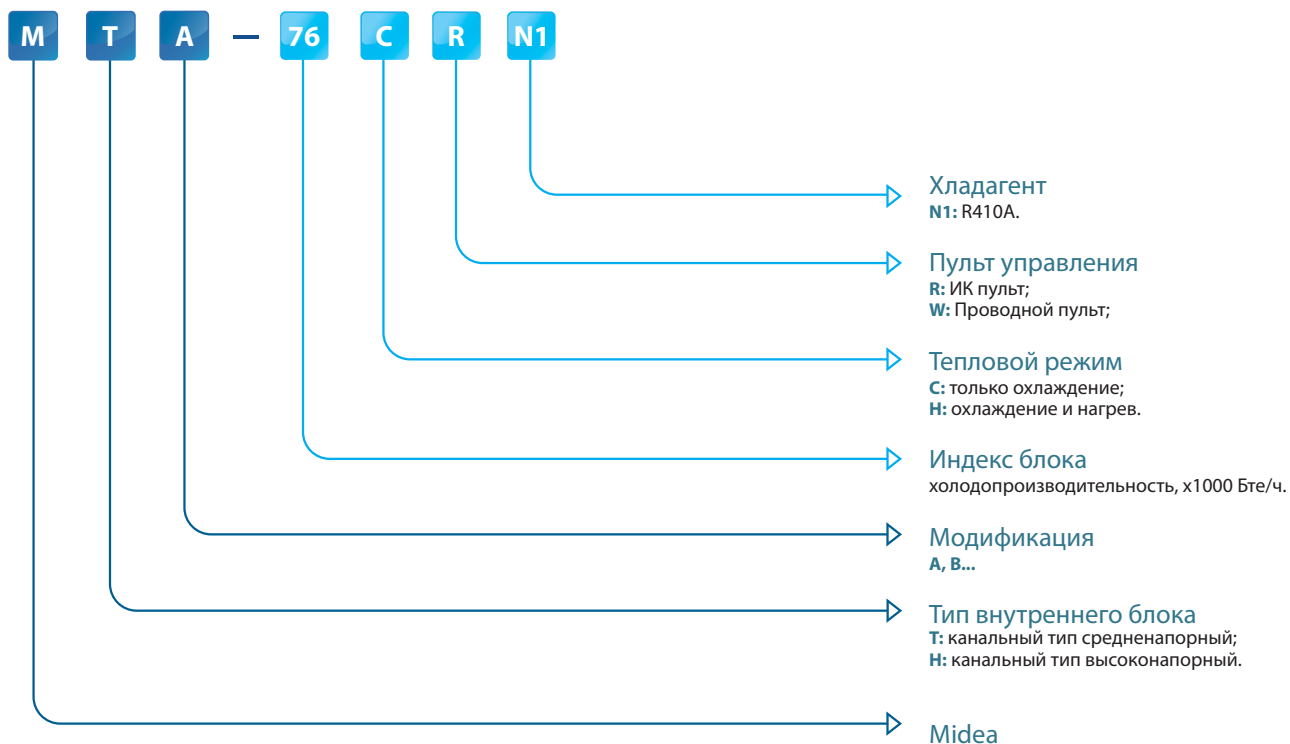 M T A – 76 C R N1
Хладагент
N1: R410A.
Пульт управления
R: ИК пульт;
W: Проводной пульт;
Тепловой режим
C: только охлаждение;
H: охлаждение и нагрев.
Индекс блока
холодопроизводительность, x1000 Бте/ч.
Модификация
A, B...
Тип внутреннего блока
T: канальный тип средненапорный;
H: канальный тип высоконапорный.
Midea